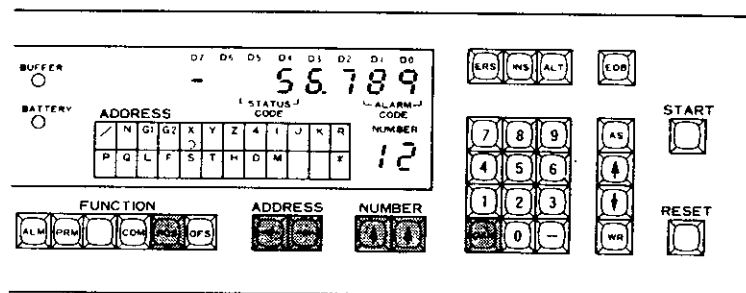 D7 D6 D5 D4 D3 D2 D1 D0
BUFFER
- 56.789
BATTERY
STATUS CODE
ALARM CODE
ADDRESS
NUMBER
/ N G1 G2 X Y Z 4 I J K R
P Q L F S T H D M *
12
FUNCTION
ADDRESS
NUMBER
ALM PRM COM POS OFS
ERS INS ALT EOB
7 8 9 AS
4 5 6
1 2 3
0 - WR
START
RESET